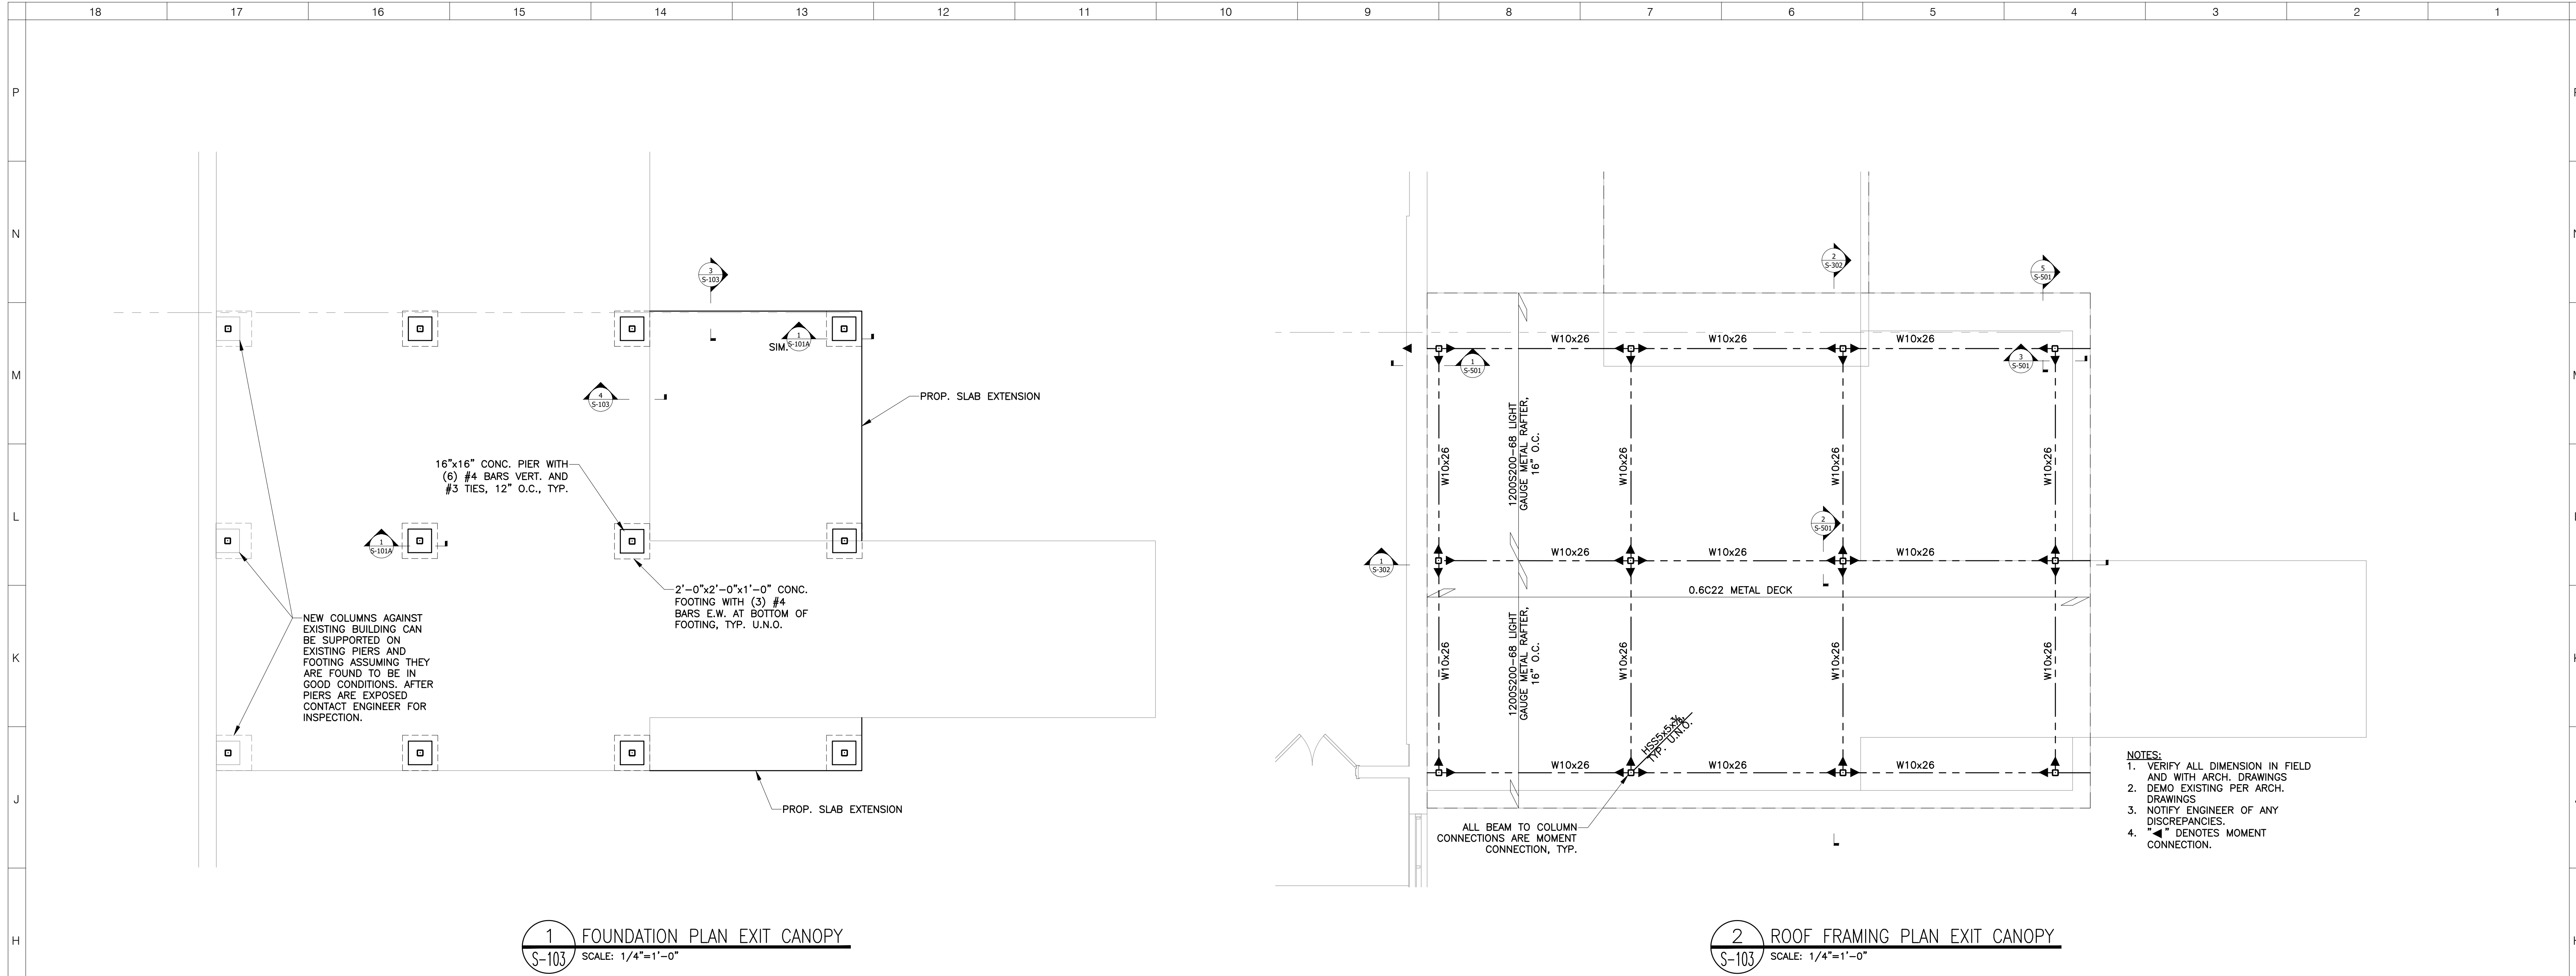 18 17 16 15 14 13 12 11 10 9 8 7 6 5 4 3 2 1
P
N
M
L
K
J
H
3
S-103
1
S-101A
SIM.
4
S-103
PROP. SLAB EXTENSION
16"x16" CONC. PIER WITH
(6) #4 BARS VERT. AND
#3 TIES, 12" O.C., TYP.
1
S-101A
2'-0"x2'-0"x1'-0" CONC.
FOOTING WITH (3) #4
BARS E.W. AT BOTTOM OF
FOOTING, TYP. U.N.O.
NEW COLUMNS AGAINST
EXISTING BUILDING CAN
BE SUPPORTED ON
EXISTING PIERS AND
FOOTING ASSUMING THEY
ARE FOUND TO BE IN
GOOD CONDITIONS. AFTER
PIERS ARE EXPOSED
CONTACT ENGINEER FOR
INSPECTION.
PROP. SLAB EXTENSION
1
S-103
FOUNDATION PLAN EXIT CANOPY
SCALE: 1/4"=1'-0"
2
S-302
5
S-501
W10x26
W10x26
W10x26
1
S-501
3
S-501
1200S200-68 LIGHT
GAUGE METAL RAFTER,
16" O.C.
W10x26
W10x26
W10x26
W10x26
2
S-501
1
S-302
W10x26
W10x26
W10x26
0.6C22 METAL DECK
1200S200-68 LIGHT
GAUGE METAL RAFTER,
16" O.C.
W10x26
W10x26
W10x26
W10x26
TYP. U.N.O.
W10x26
W10x26
W10x26
ALL BEAM TO COLUMN
CONNECTIONS ARE MOMENT
CONNECTION, TYP.
NOTES:
1. VERIFY ALL DIMENSION IN FIELD
AND WITH ARCH. DRAWINGS
2. DEMO EXISTING PER ARCH.
DRAWINGS
3. NOTIFY ENGINEER OF ANY
DISCREPANCIES.
4. "◀" DENOTES MOMENT
CONNECTION.
2
S-103
ROOF FRAMING PLAN EXIT CANOPY
SCALE: 1/4"=1'-0"